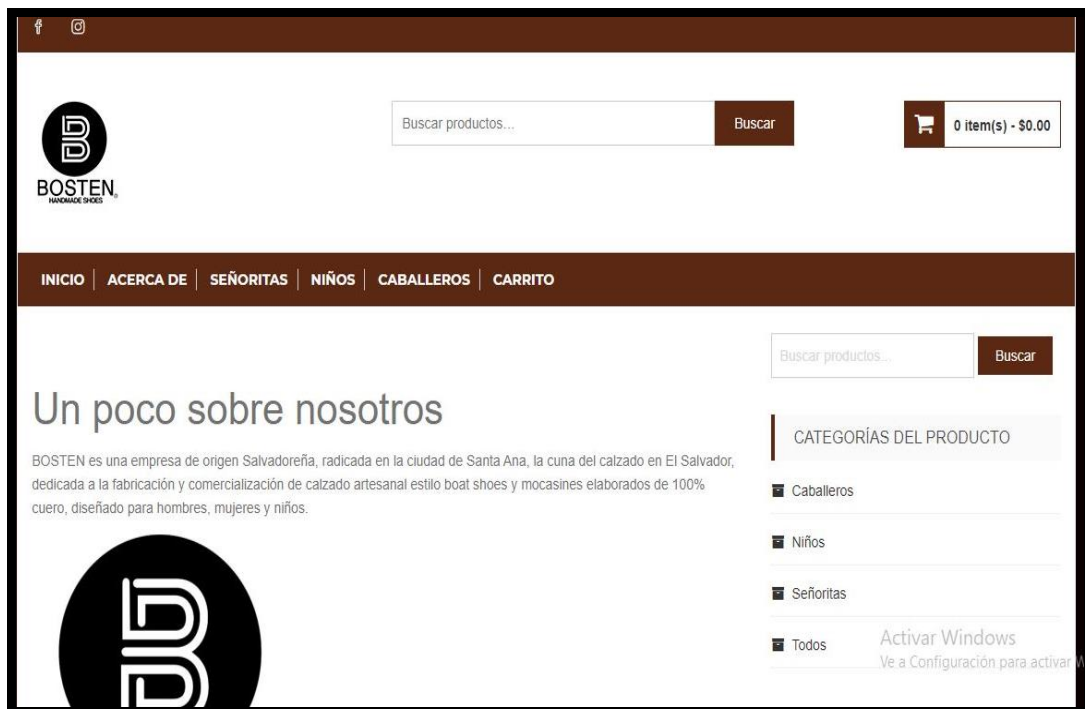 BOSTEN®
HANDMADE SHOES
Buscar productos...
Buscar
0 item(s) - $0.00
INICIO
ACERCA DE
SEÑORITAS
NIÑOS
CABALLEROS
CARRITO
Un poco sobre nosotros
BOSTEN es una empresa de origen Salvadoreña, radicada en la ciudad de Santa Ana, la cuna del calzado en El Salvador,
dedicada a la fabricación y comercialización de calzado artesanal estilo boat shoes y mocasines elaborados de 100%
cuero, diseñado para hombres, mujeres y niños.
Buscar productos...
Buscar
CATEGORÍAS DEL PRODUCTO
Caballeros
Niños
Señoritas
Todos
Activar Windows
Ve a Configuración para activar W